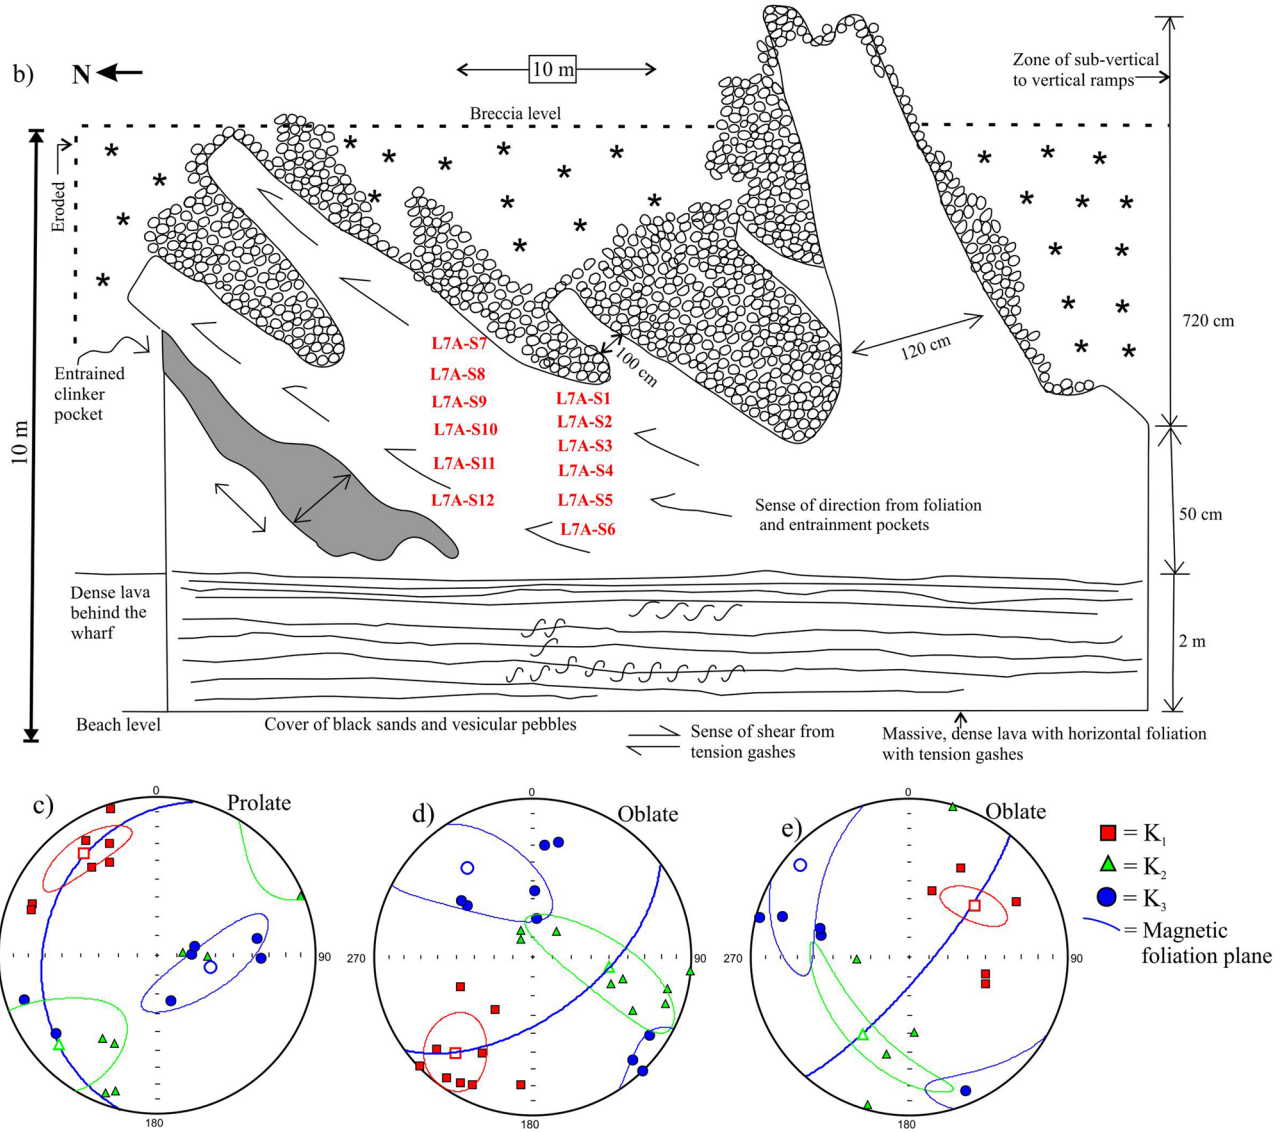 b)
N
10 m
Zone of sub-vertical
to vertical ramps
Breccia level
Eroded
10 m
720 cm
120 cm
100 cm
Entrained
clinker
pocket
L7A-S7
L7A-S8
L7A-S9
L7A-S10
L7A-S11
L7A-S12
L7A-S1
L7A-S2
L7A-S3
L7A-S4
L7A-S5
L7A-S6
Sense of direction from foliation
and entrainment pockets
50 cm
Dense lava
behind the
wharf
2 m
Beach level
Cover of black sands and vesicular pebbles
Sense of shear from
tension gashes
Massive, dense lava with horizontal foliation
with tension gashes
c)
0
Prolate
90
180
d)
0
Oblate
270
90
180
e)
0
Oblate
270
90
180
= K1
= K2
= K3
= Magnetic
foliation plane